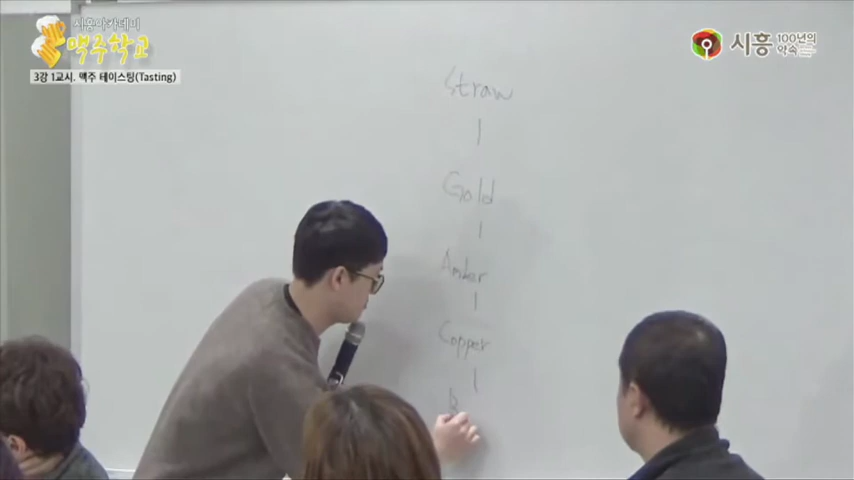 시흥아카데미
맥주학교
3강 1교시. 맥주 테이스팅(Tasting)
시흥 100년의 약속
Straw
Gold
Amber
Copper
b